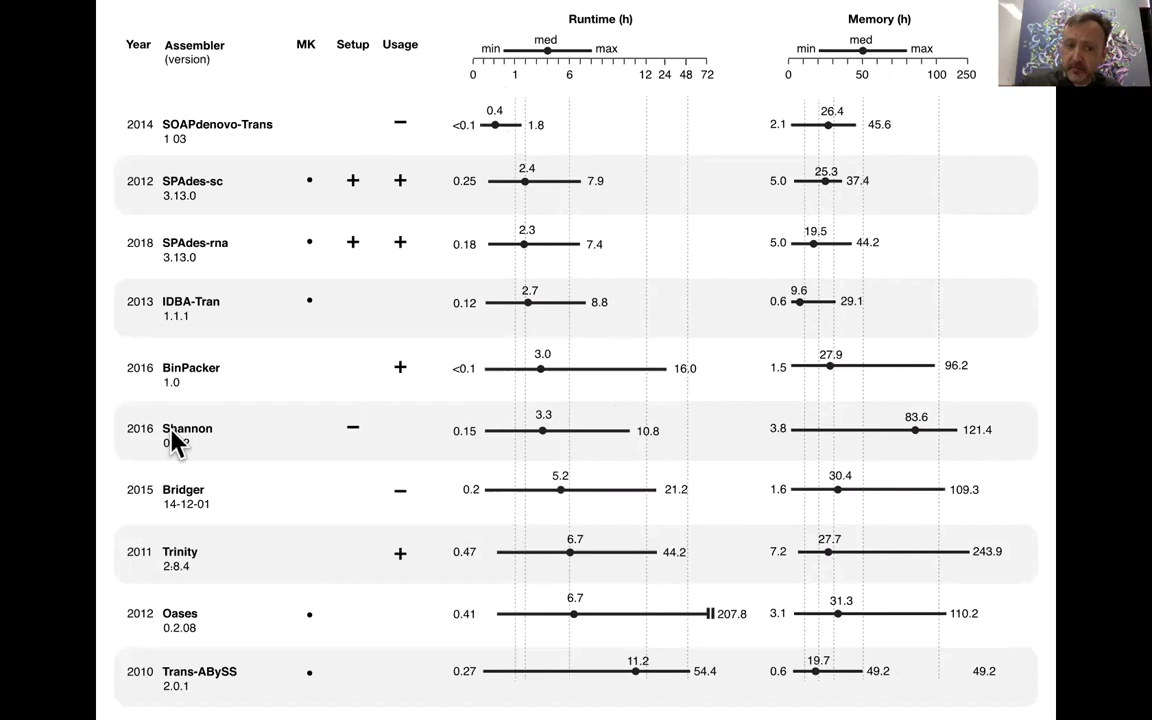 Runtime (h) Memory (h)
Year Assembler MK Setup Usage
(version)
min med max min med max
0 1 6 12 24 48 72 0 50 100 250
2014 SOAPdenovo-Trans − <0.1 0.4 1.8 2.1 26.4 45.6
1 03
2012 SPAdes-sc • + + 0.25 2.4 7.9 5.0 25.3 37.4
3.13.0
2018 SPAdes-rna • + + 0.18 2.3 7.4 5.0 19.5 44.2
3.13.0
2013 IDBA-Tran • 0.12 2.7 8.8 0.6 9.6 29.1
1.1.1
2016 BinPacker + <0.1 3.0 16.0 1.5 27.9 96.2
1.0
2016 Shannon − 0.15 3.3 10.8 3.8 83.6 121.4
2015 Bridger − 0.2 5.2 21.2 1.6 30.4 109.3
14-12-01
2011 Trinity + 0.47 6.7 44.2 7.2 27.7 243.9
2.8.4
2012 Oases • 0.41 6.7 207.8 3.1 31.3 110.2
0.2.08
2010 Trans-ABySS • 0.27 11.2 54.4 0.6 19.7 49.2 49.2
2.0.1